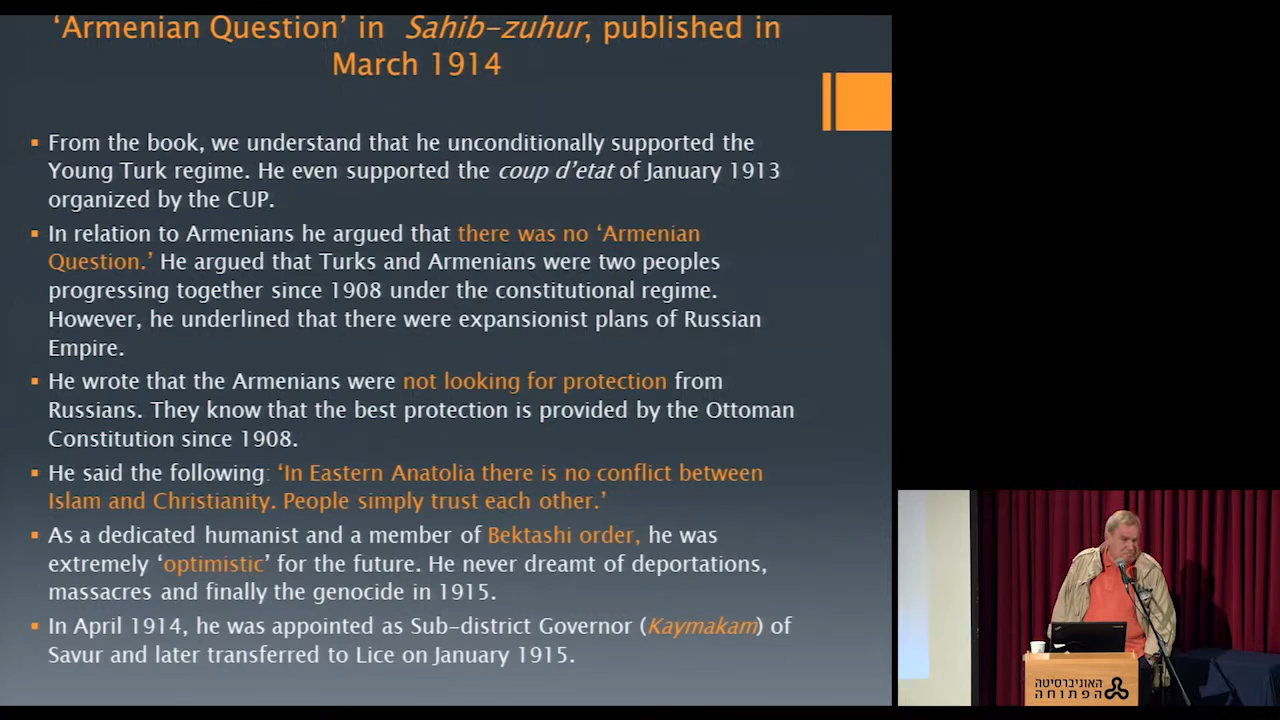 ‘Armenian Question’ in Sahib-zuhur, published in
March 1914
▪ From the book, we understand that he unconditionally supported the
Young Turk regime. He even supported the coup d’etat of January 1913
organized by the CUP.
▪ In relation to Armenians he argued that there was no ‘Armenian
Question.’ He argued that Turks and Armenians were two peoples
progressing together since 1908 under the constitutional regime.
However, he underlined that there were expansionist plans of Russian
Empire.
▪ He wrote that the Armenians were not looking for protection from
Russians. They know that the best protection is provided by the Ottoman
Constitution since 1908.
▪ He said the following: ‘In Eastern Anatolia there is no conflict between
Islam and Christianity. People simply trust each other.’
▪ As a dedicated humanist and a member of Bektashi order, he was
extremely ‘optimistic’ for the future. He never dreamt of deportations,
massacres and finally the genocide in 1915.
▪ In April 1914, he was appointed as Sub-district Governor (Kaymakam) of
Savur and later transferred to Lice on January 1915.
האוניברסיטה
הפתוחה